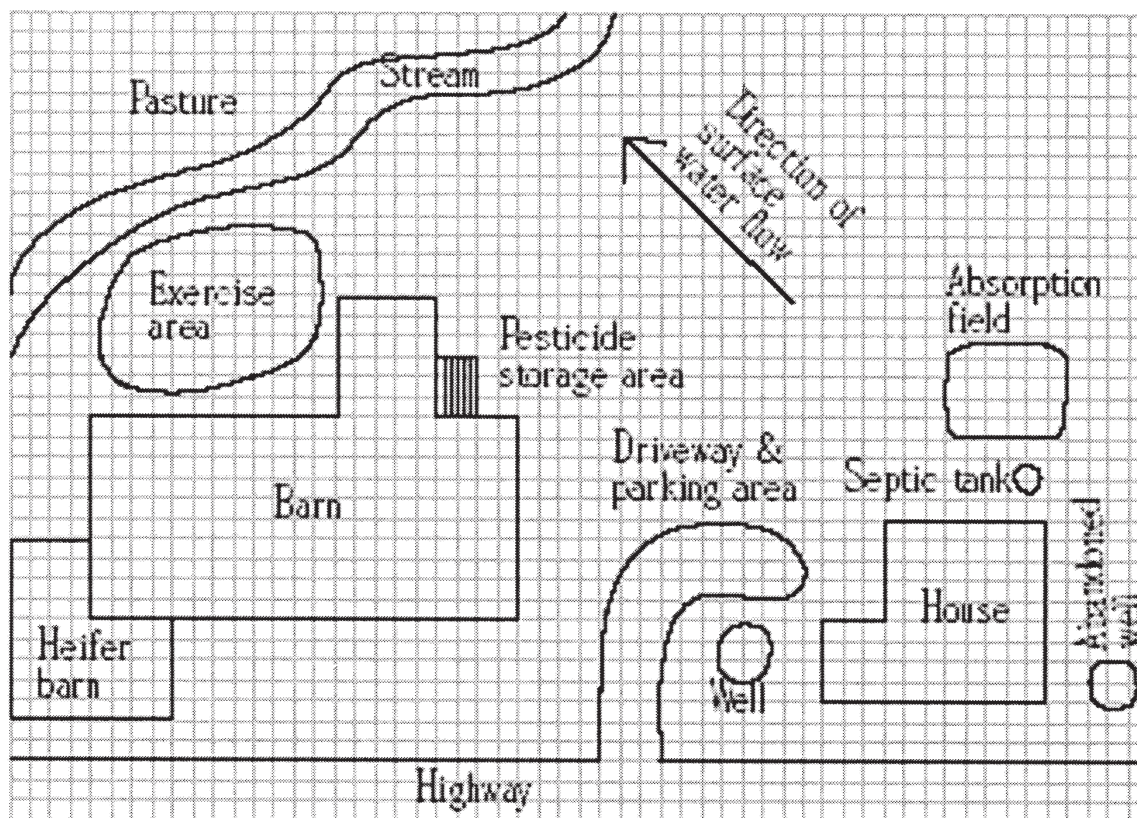 Stream
Pasture
Direction of
surface
water flow
Exercise
area
Absorption
field
Pesticide
storage area
Driveway &
parking area
Septic tank
Barn
Abandoned
well
House
Heifer
barn
Well
Highway